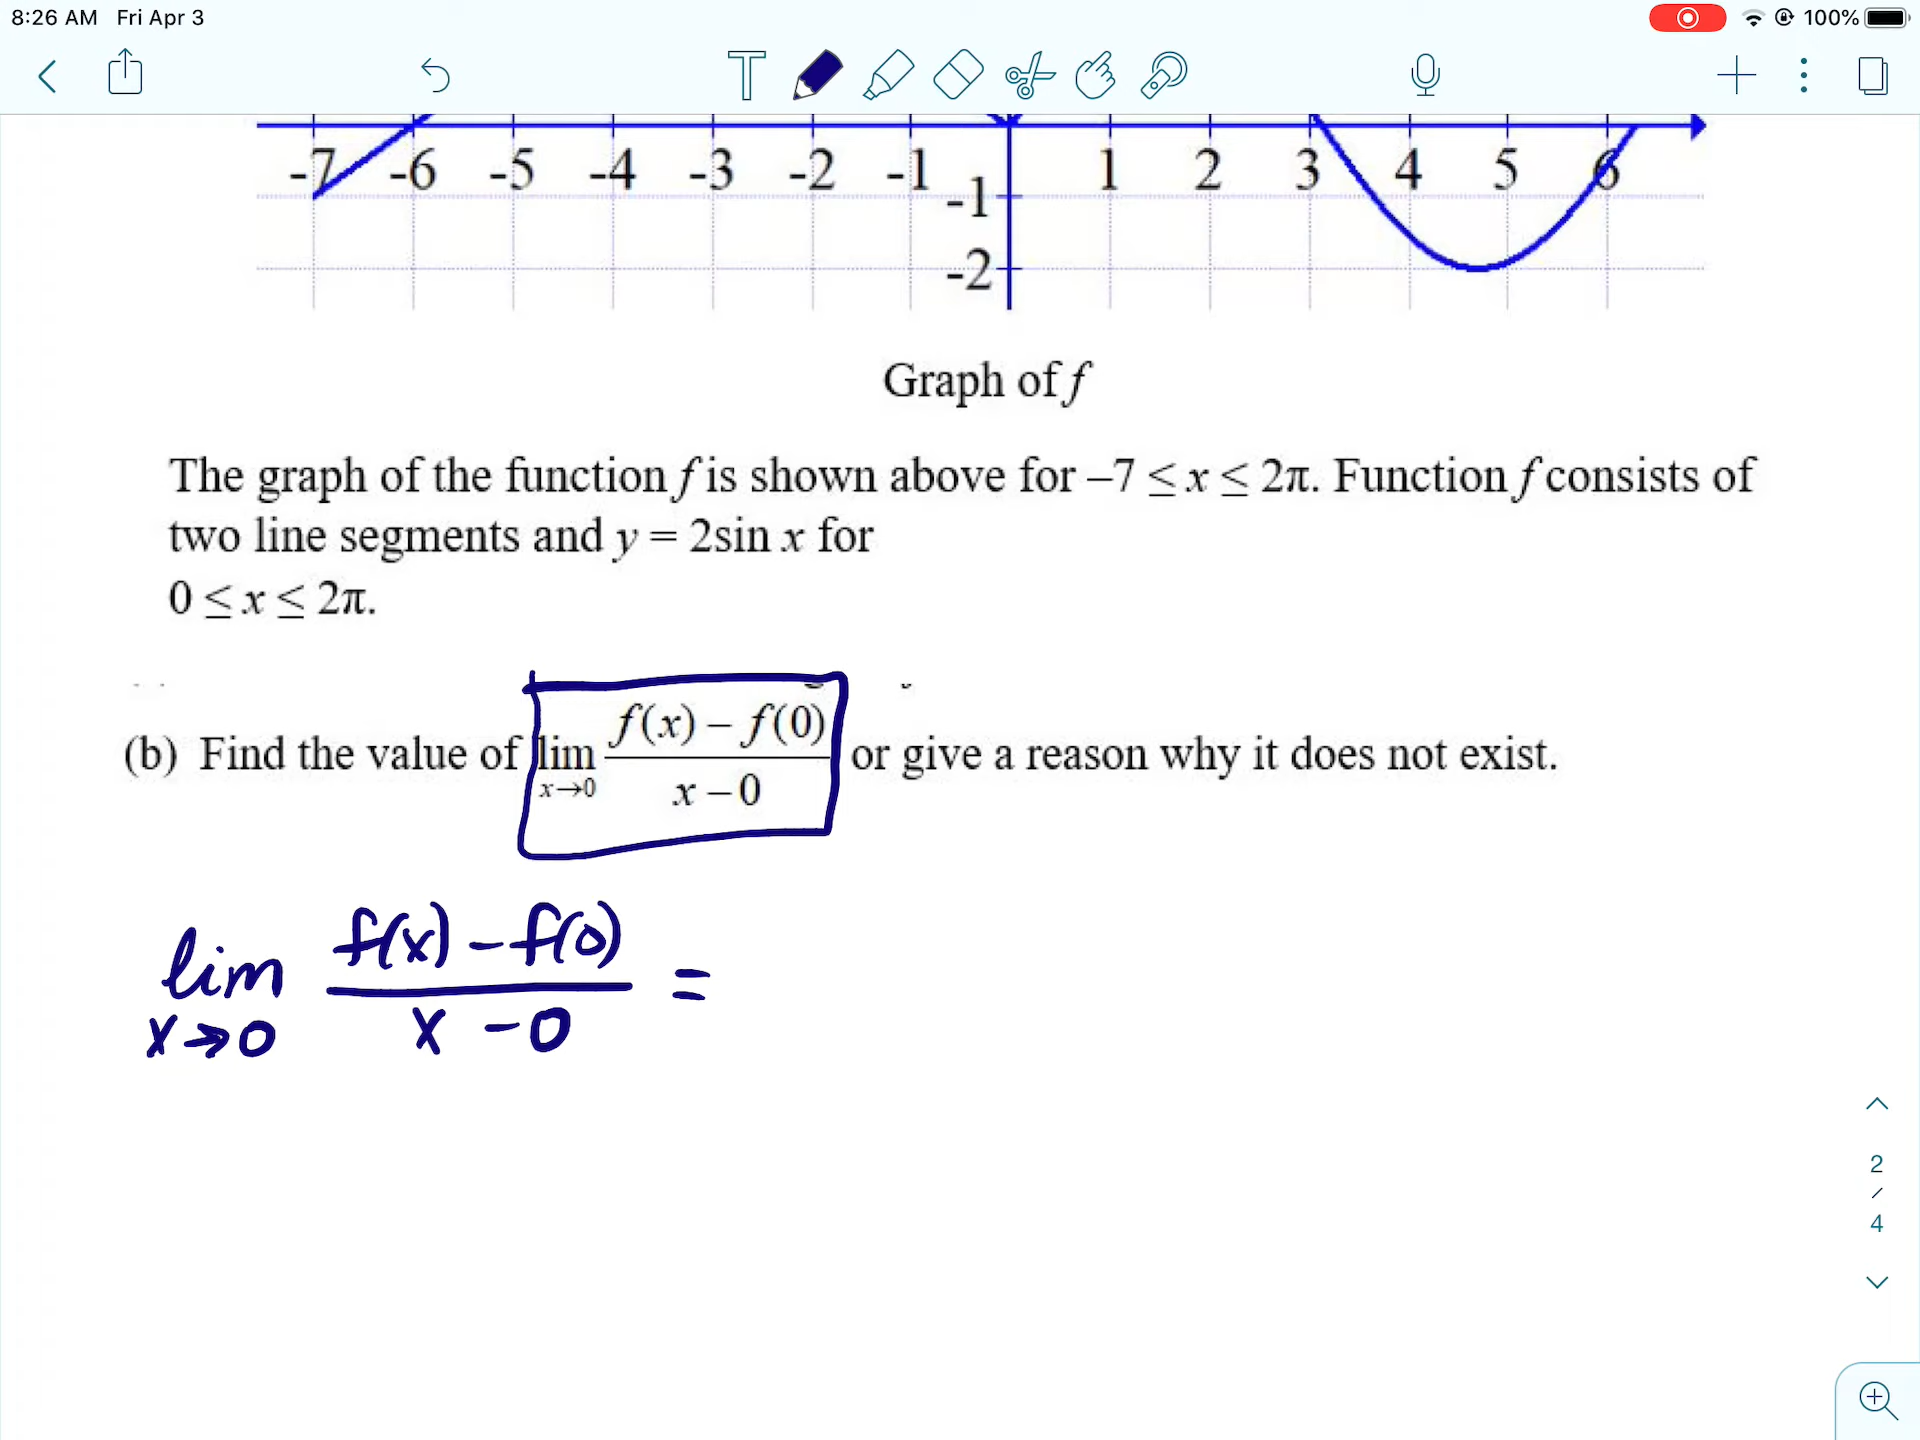 8:26 AM Fri Apr 3 100%
T
-7 -6 -5 -4 -3 -2 -1 1 2 3 4 5 6
-1
-2
Graph of f
The graph of the function f is shown above for –7 ≤ x ≤ 2π. Function f consists of
two line segments and y = 2sin x for
0 ≤ x ≤ 2π.
(b) Find the value of lim x→0 f(x) – f(0) / x – 0 or give a reason why it does not exist.
lim x→0 f(x) – f(0) / x – 0 =
2
/
4